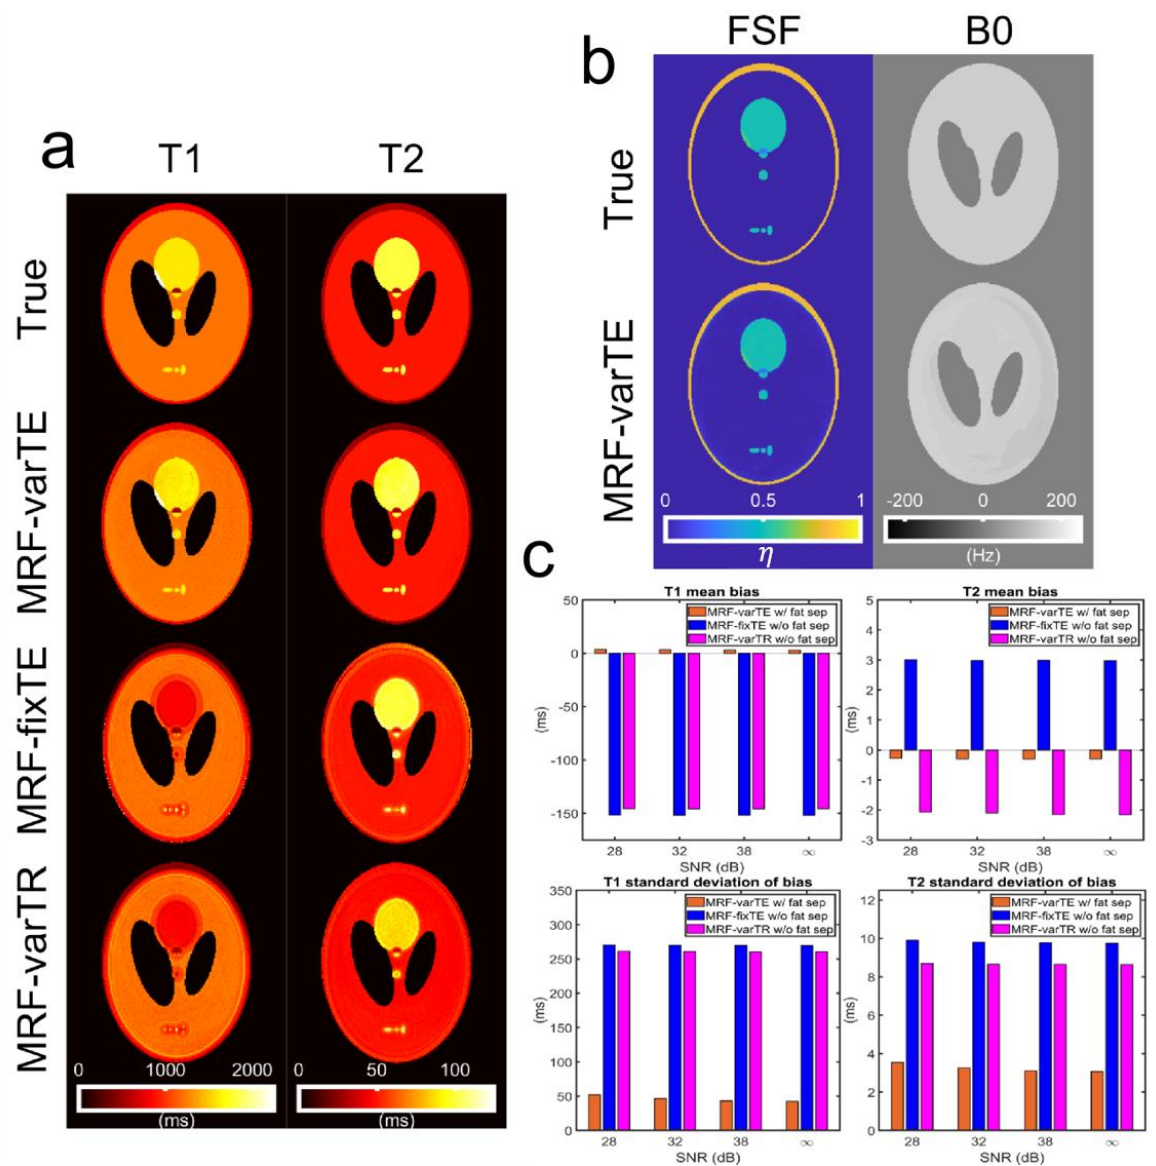 a
T1 T2
True
MRF-varTE
MRF-fixTE
MRF-varTR
0 1000 2000
(ms)
0 50 100
(ms)
b
FSF B0
True
MRF-varTE
0 0.5 1
η
-200 0 200
(Hz)
c
T1 mean bias
MRF-varTE w/ fat sep
MRF-fixTE w/o fat sep
MRF-varTR w/o fat sep
50
0
-50
-100
-150
(ms)
28 32 38 ∞
SNR (dB)
T2 mean bias
MRF-varTE w/ fat sep
MRF-fixTE w/o fat sep
MRF-varTR w/o fat sep
5
4
3
2
1
0
-1
-2
-3
(ms)
28 32 38 ∞
SNR (dB)
T1 standard deviation of bias
MRF-varTE w/ fat sep
MRF-fixTE w/o fat sep
MRF-varTR w/o fat sep
350
300
250
200
150
100
50
0
(ms)
28 32 38 ∞
SNR (dB)
T2 standard deviation of bias
MRF-varTE w/ fat sep
MRF-fixTE w/o fat sep
MRF-varTR w/o fat sep
12
10
8
6
4
2
0
(ms)
28 32 38 ∞
SNR (dB)